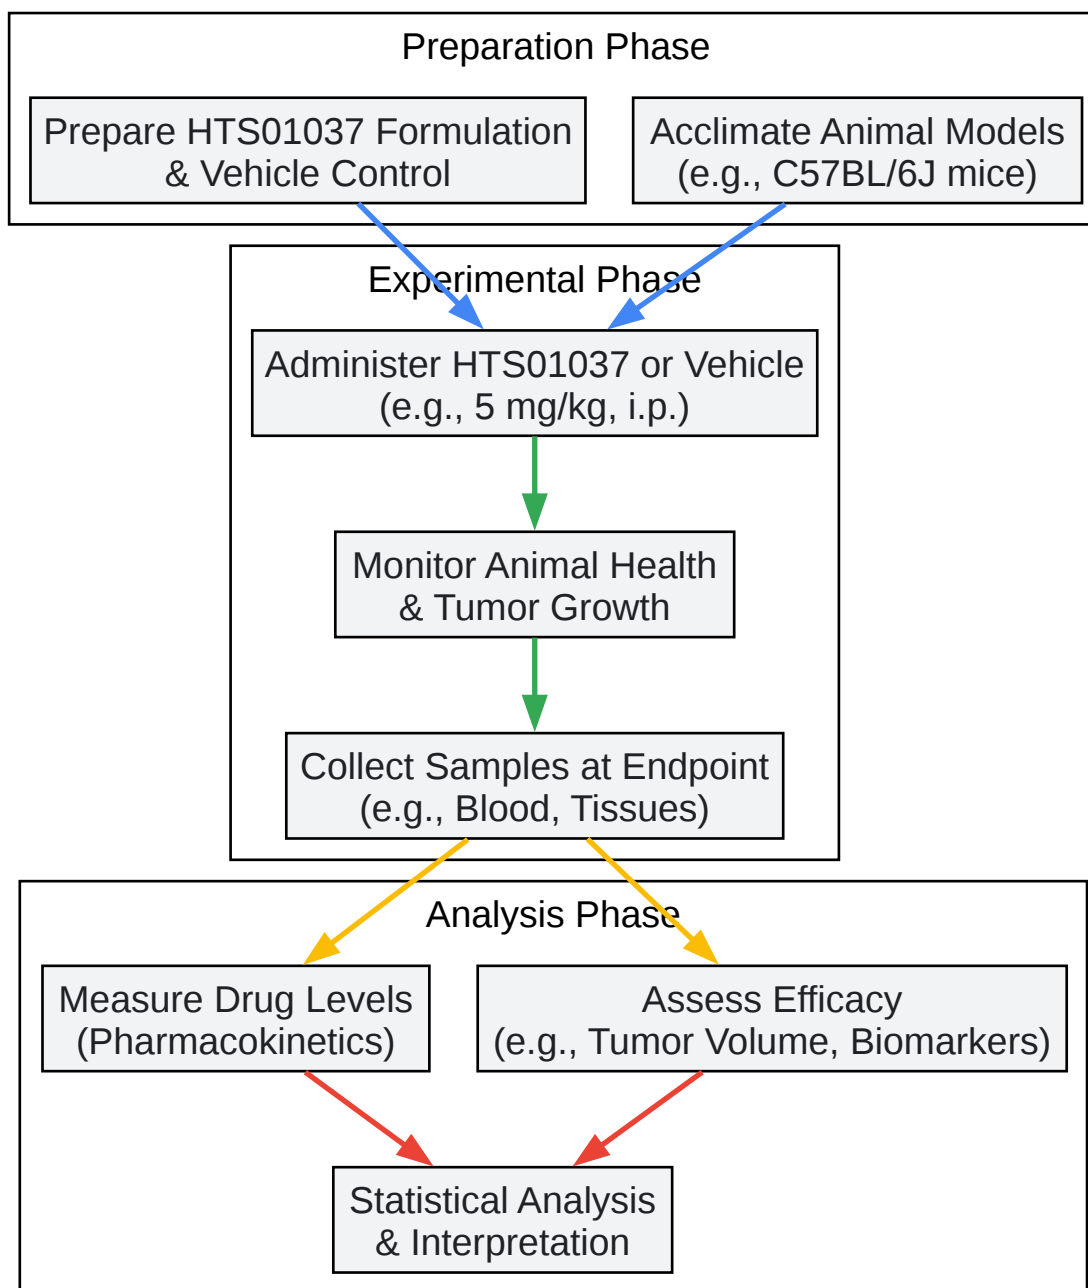 Preparation Phase
Prepare HTS01037 Formulation
& Vehicle Control
Acclimate Animal Models
(e.g., C57BL/6J mice)
Experimental Phase
Administer HTS01037 or Vehicle
(e.g., 5 mg/kg, i.p.)
Monitor Animal Health
& Tumor Growth
Collect Samples at Endpoint
(e.g., Blood, Tissues)
Analysis Phase
Measure Drug Levels
(Pharmacokinetics)
Assess Efficacy
(e.g., Tumor Volume, Biomarkers)
Statistical Analysis
& Interpretation